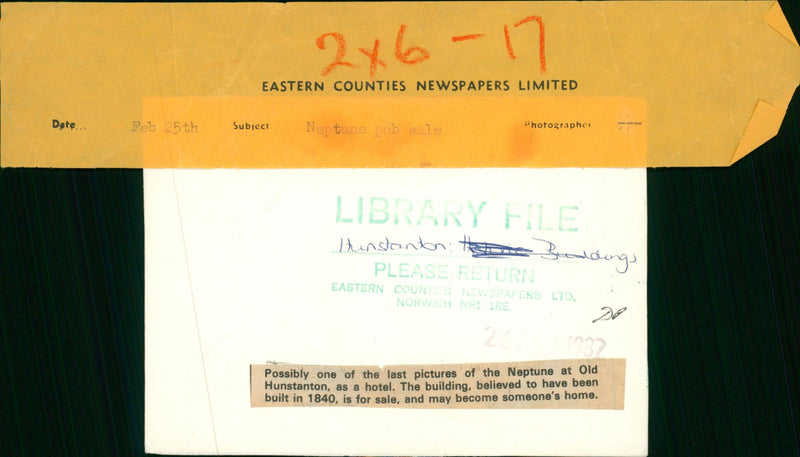 2x6-17
EASTERN COUNTIES NEWSPAPERS LIMITED
Date... Feb 25th Subject Neptune pub sale Photographer
LIBRARY FILE
Hunstanton: Buildings
PLEASE RETURN
EASTERN COUNTIES NEWSPAPERS LTD.
NORWICH NR1 1RE
1982
Possibly one of the last pictures of the Neptune at Old
Hunstanton, as a hotel. The building, believed to have been
built in 1840, is for sale, and may become someone's home.